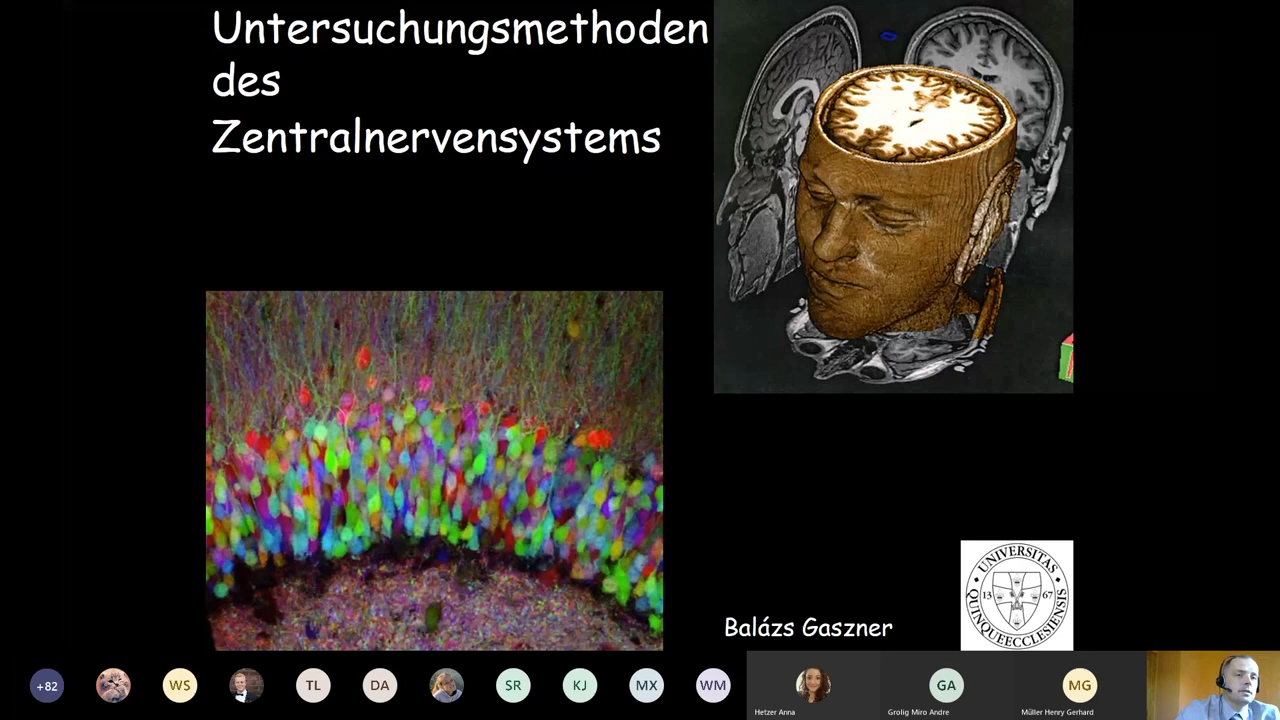 Untersuchungsmethoden
des
Zentralnervensystems
UNIVERSITAS
13 67
QUINQUEECCLESIENSIS
Balázs Gaszner
+82
WS
TL
DA
SR
KJ
MX
WM
GA
MG
Hetzer Anna
Grolig Miro Andre
Müller Henry Gerhard